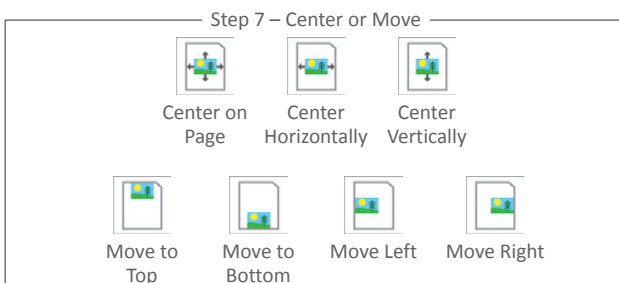 Step 7 – Center or Move
Center on
Page
Center
Horizontally
Center
Vertically
Move to
Top
Move to
Bottom
Move Left
Move Right